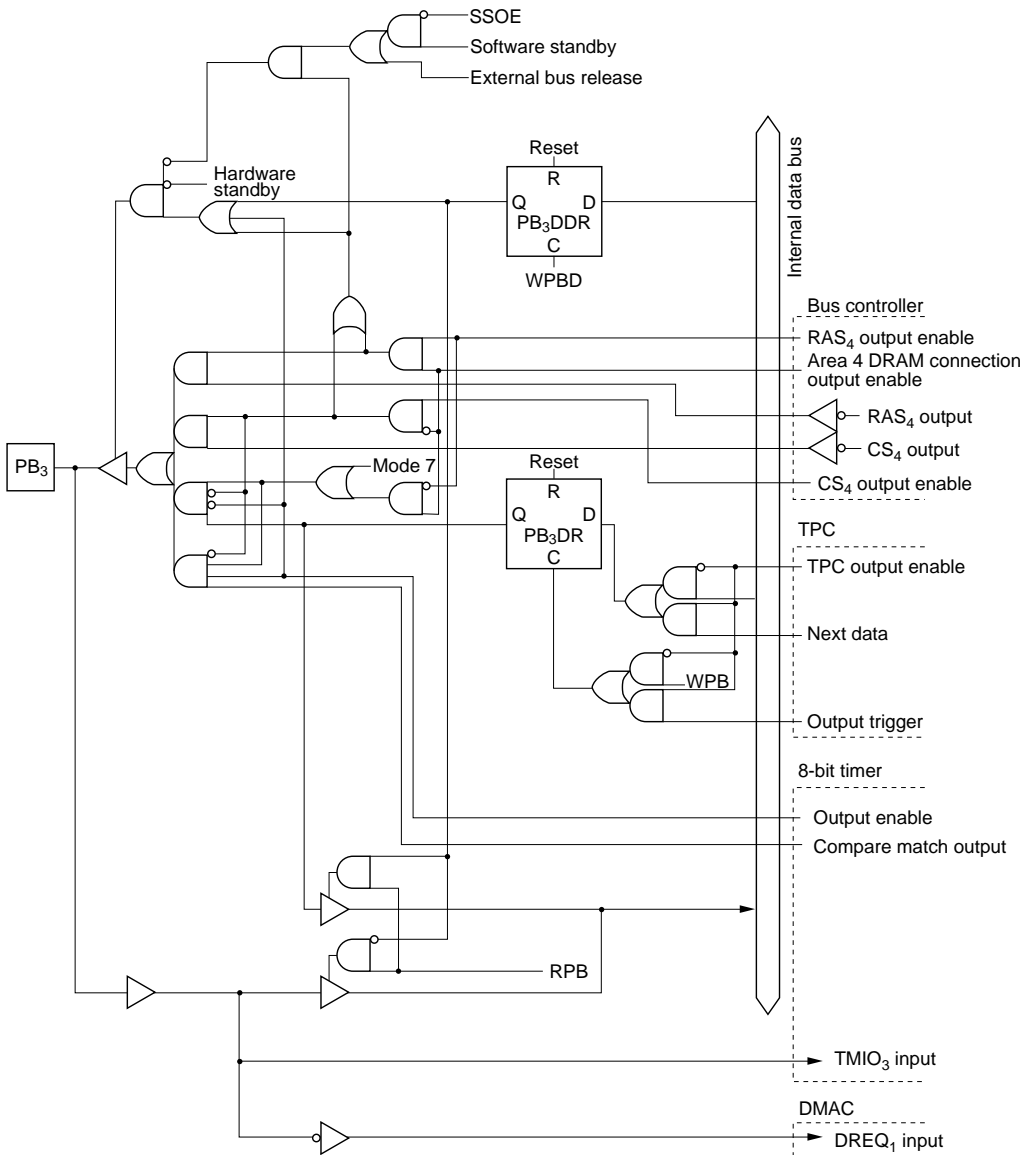 SSOE
Software standby
External bus release
Hardware
standby
Reset
R
Q D
PB₃DDR
C
WPBD
Internal data bus
Bus controller
RAS₄ output enable
Area 4 DRAM connection
output enable
RAS₄ output
CS₄ output
CS₄ output enable
PB₃
Mode 7
Reset
R
Q D
PB₃DR
C
TPC
TPC output enable
Next data
WPB
Output trigger
8-bit timer
Output enable
Compare match output
RPB
TMIO₃ input
DMAC
DREQ₁ input